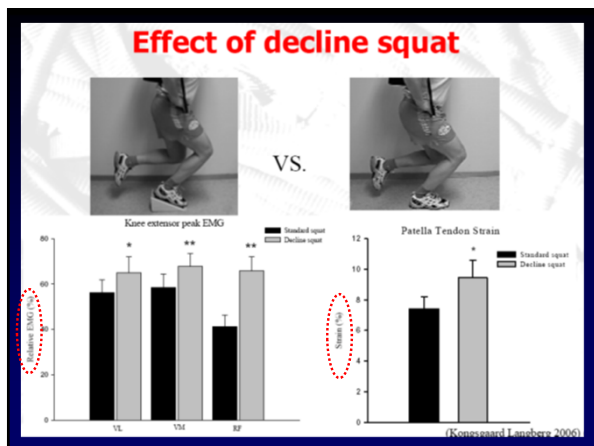 Effect of decline squat
VS.
Knee extensor peak EMG
Standard squat
Decline squat
80
60
40
20
0
Relative EMG (%)
*
**
**
VL
VM
RF
Patella Tendon Strain
Standard squat
Decline squat
12
10
8
6
4
2
0
Strain (%)
*
(Kongsgaard Langberg 2006)